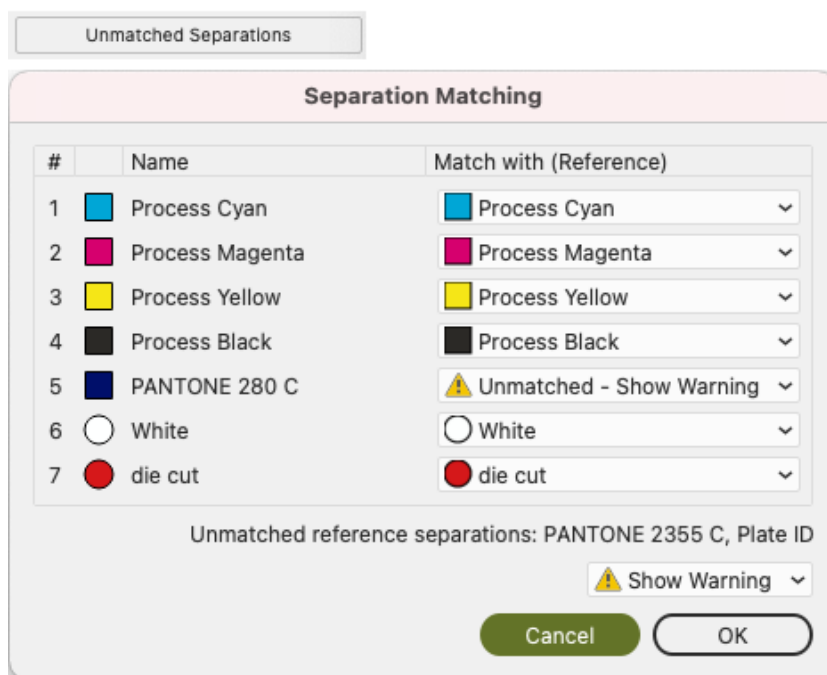 Unmatched Separations
Separation Matching
# Name Match with (Reference)
1 Process Cyan Process Cyan
2 Process Magenta Process Magenta
3 Process Yellow Process Yellow
4 Process Black Process Black
5 PANTONE 280 C Unmatched - Show Warning
6 White White
7 die cut die cut
Unmatched reference separations: PANTONE 2355 C, Plate ID
Show Warning
Cancel OK